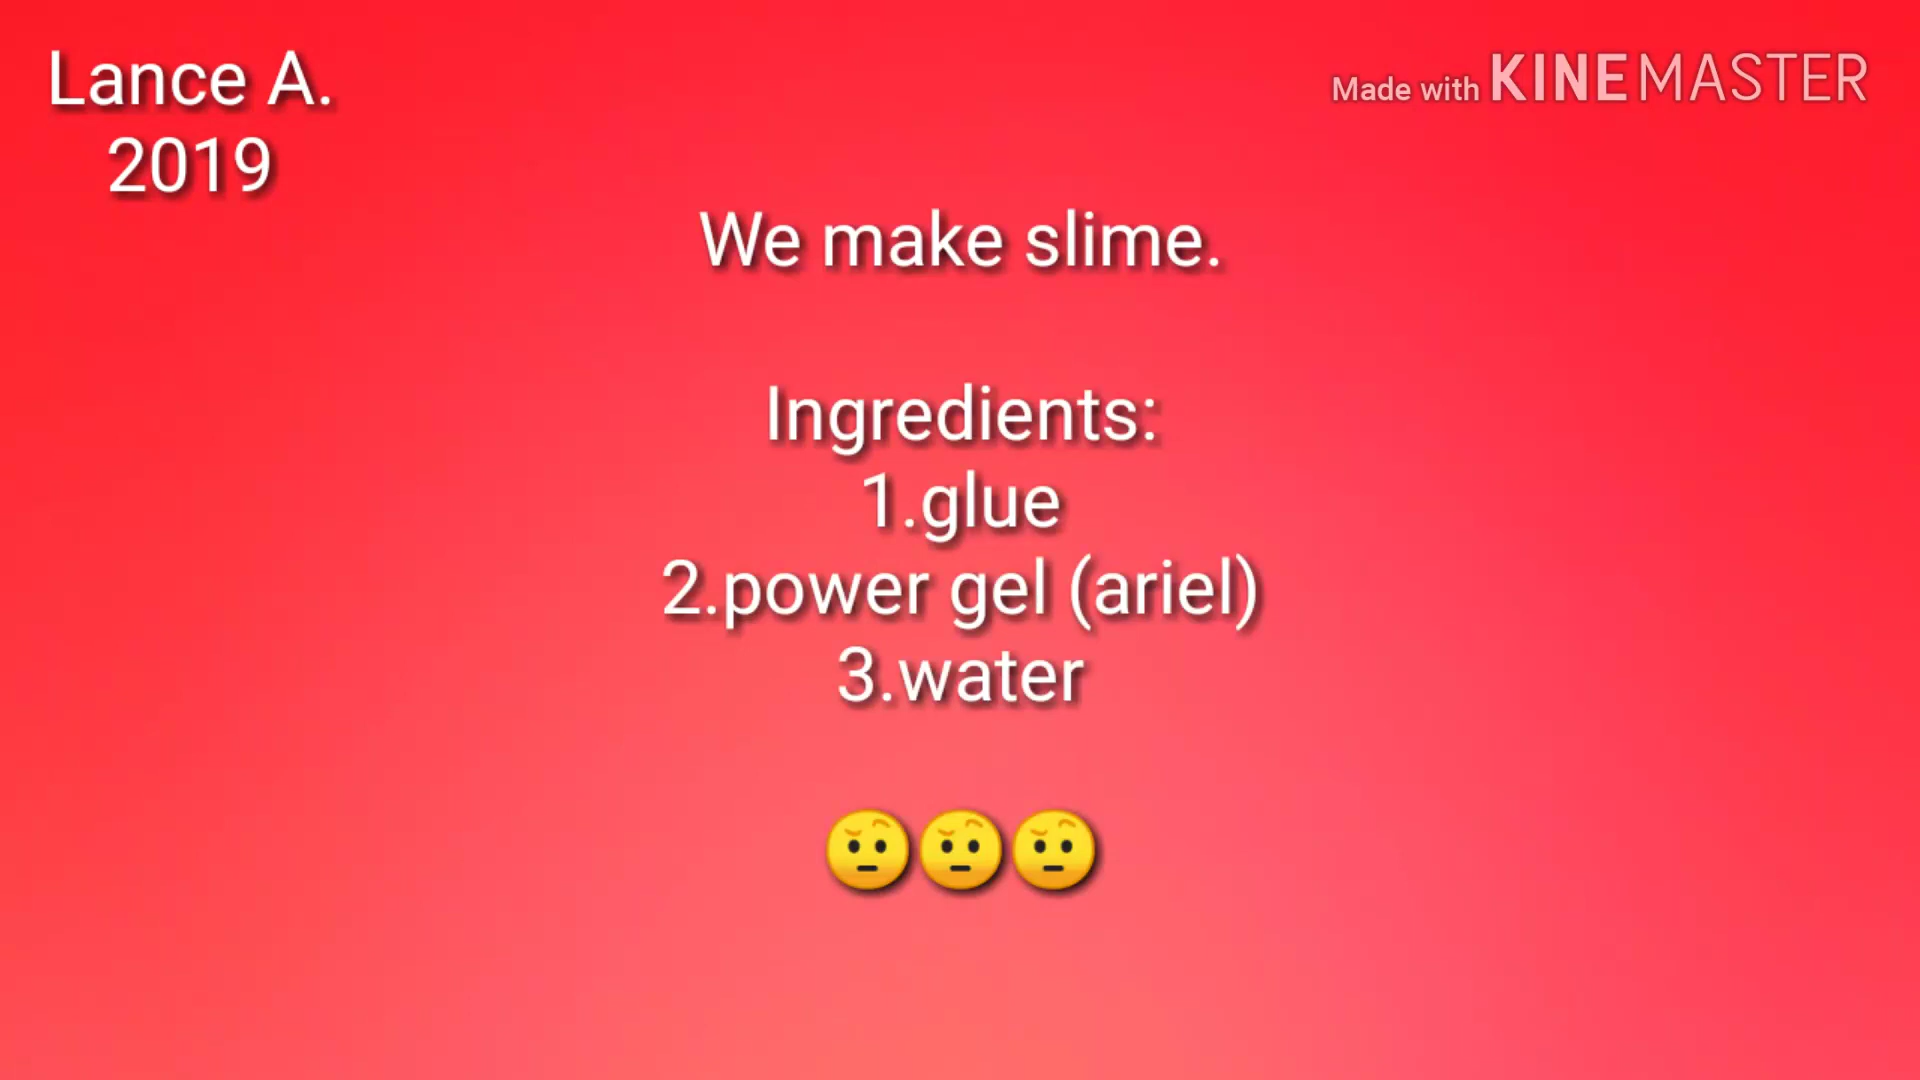 Lance A.
2019
Made with KINEMASTER
We make slime.
Ingredients:
1.glue
2.power gel (ariel)
3.water
🤨🤨🤨